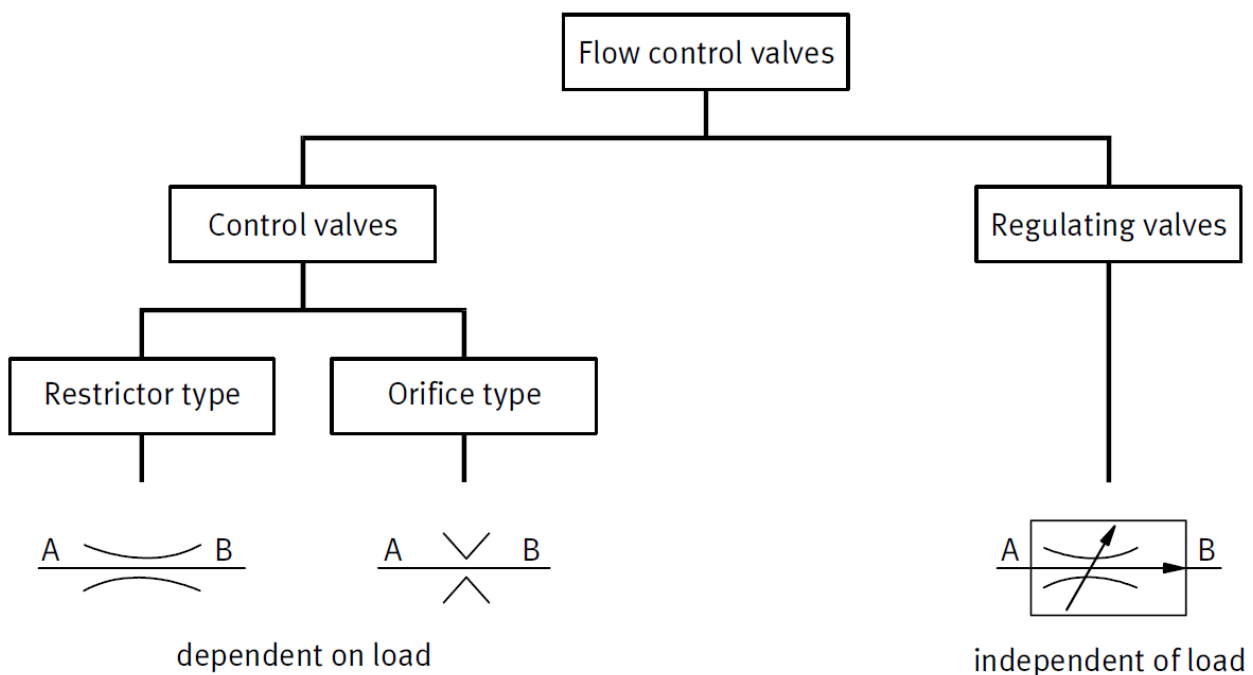 Flow control valves
Control valves
Regulating valves
Restrictor type
Orifice type
A B
A B
A B
dependent on load
independent of load